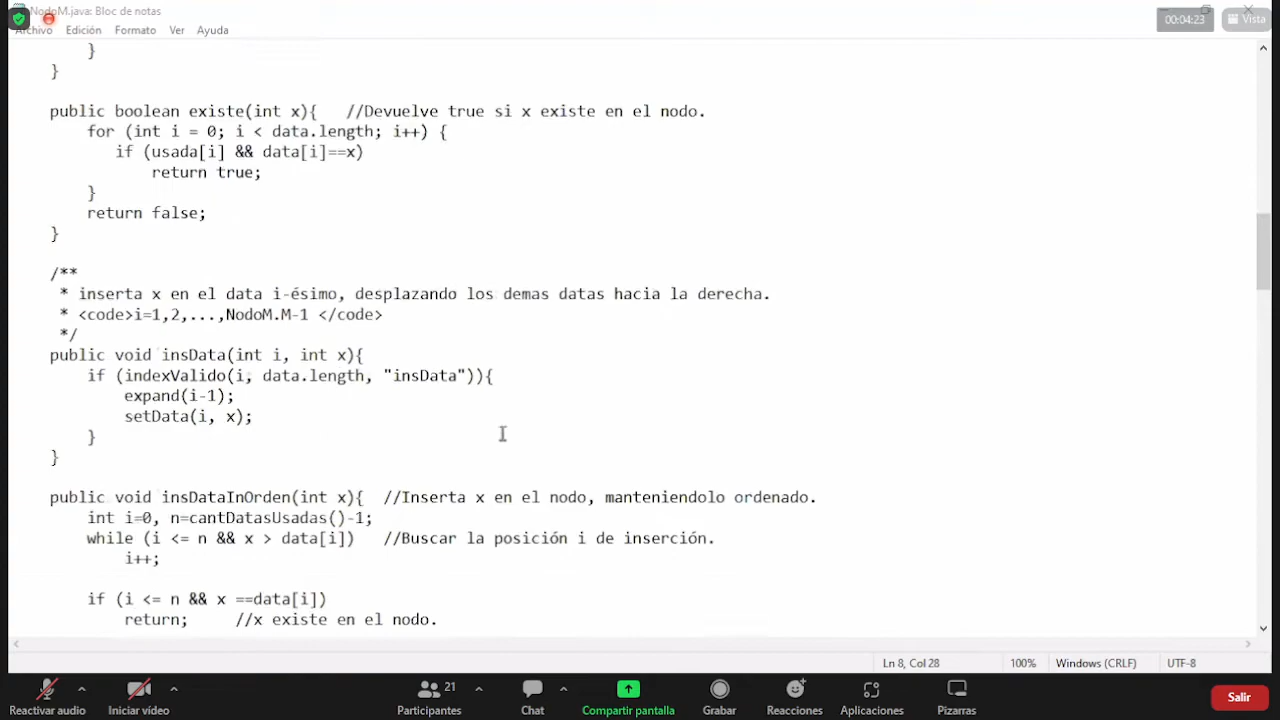 NodoM.java: Bloc de notas
00:04:23
Vista
Archivo Edición Formato Ver Ayuda
}
}
public boolean existe(int x){ //Devuelve true si x existe en el nodo.
for (int i = 0; i < data.length; i++) {
if (usada[i] && data[i]==x)
return true;
}
return false;
}
/**
* inserta x en el data i-ésimo, desplazando los demas datas hacia la derecha.
* <code>i=1,2,...,NodoM.M-1 </code>
*/
public void insData(int i, int x){
if (indexValido(i, data.length, "insData")){
expand(i-1);
setData(i, x);
}
}
public void insDataInOrden(int x){ //Inserta x en el nodo, manteniendolo ordenado.
int i=0, n=cantDatasUsadas()-1;
while (i <= n && x > data[i]) //Buscar la posición i de inserción.
i++;
if (i <= n && x ==data[i])
return; //x existe en el nodo.
Ln 8, Col 28 100% Windows (CRLF) UTF-8
21
Reactivar audio Iniciar vídeo Participantes Chat Compartir pantalla Grabar Reacciones Aplicaciones Pizarras Salir